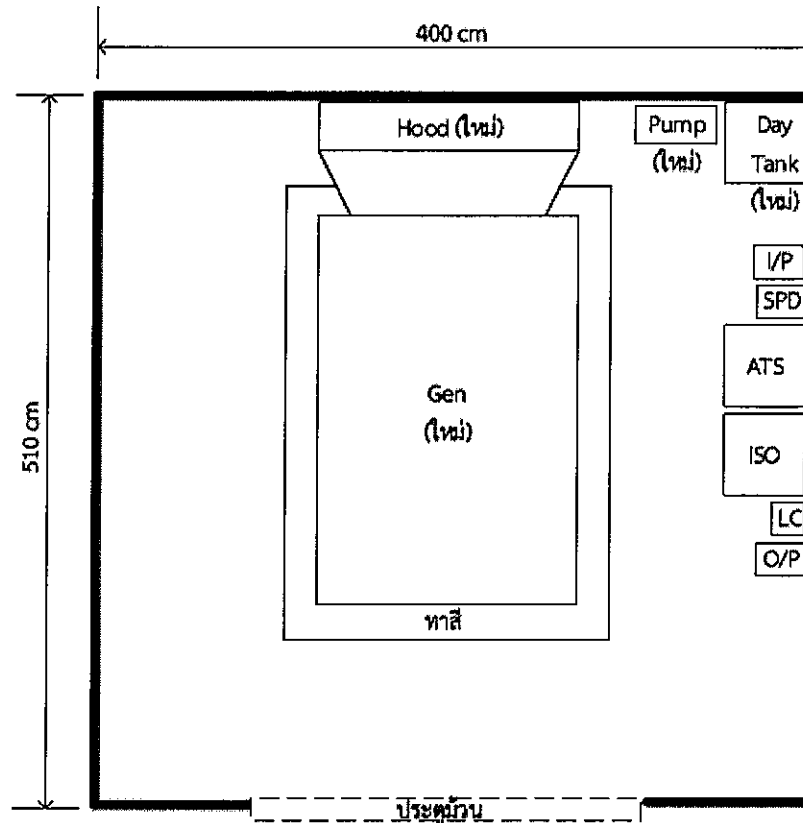 400 cm
Hood (ใหม่)
Pump
(ใหม่)
Day
Tank
(ใหม่)
I/P
SPD
ATS
510 cm
Gen
(ใหม่)
ISO
LC
O/P
ทาสี
ประตูม้วน